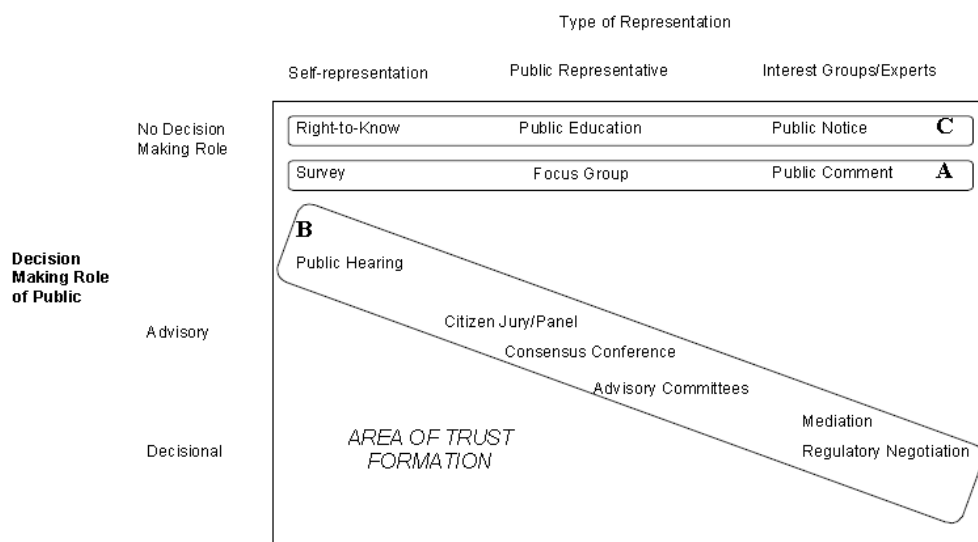 Type of Representation
Self-representation Public Representative Interest Groups/Experts
No Decision
Making Role
Right-to-Know Public Education Public Notice C
Survey Focus Group Public Comment A
B
Public Hearing
Decision
Making Role
of Public
Advisory
Citizen Jury/Panel
Consensus Conference
Advisory Committees
Mediation
Decisional
AREA OF TRUST
FORMATION
Regulatory Negotiation